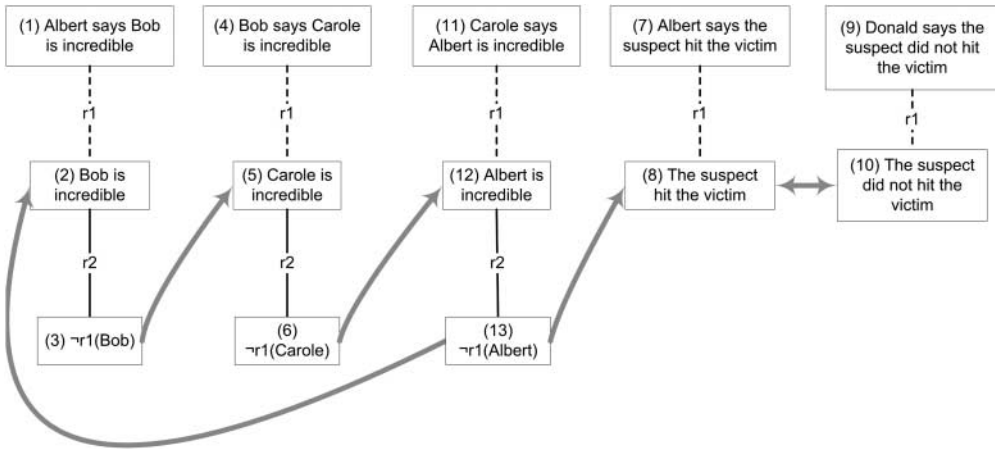 (1) Albert says Bob
is incredible
(4) Bob says Carole
is incredible
(11) Carole says
Albert is incredible
(7) Albert says the
suspect hit the victim
(9) Donald says the
suspect did not hit
the victim
r1
r1
r1
r1
r1
(2) Bob is
incredible
(5) Carole is
incredible
(12) Albert is
incredible
(8) The suspect
hit the victim
(10) The suspect
did not hit the
victim
r2
r2
r2
(3) ¬r1(Bob)
(6)
¬r1(Carole)
(13)
¬r1(Albert)